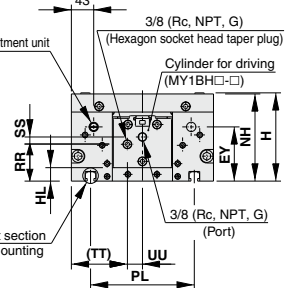 43
3/8 (Rc, NPT, G)
(Hexagon socket head taper plug)
tment unit
Cylinder for driving
(MY1BH□-□)
SS
RR
HL
EY
NH
H
3/8 (Rc, NPT, G)
(Port)
t section
ounting
(TT)
UU
PL